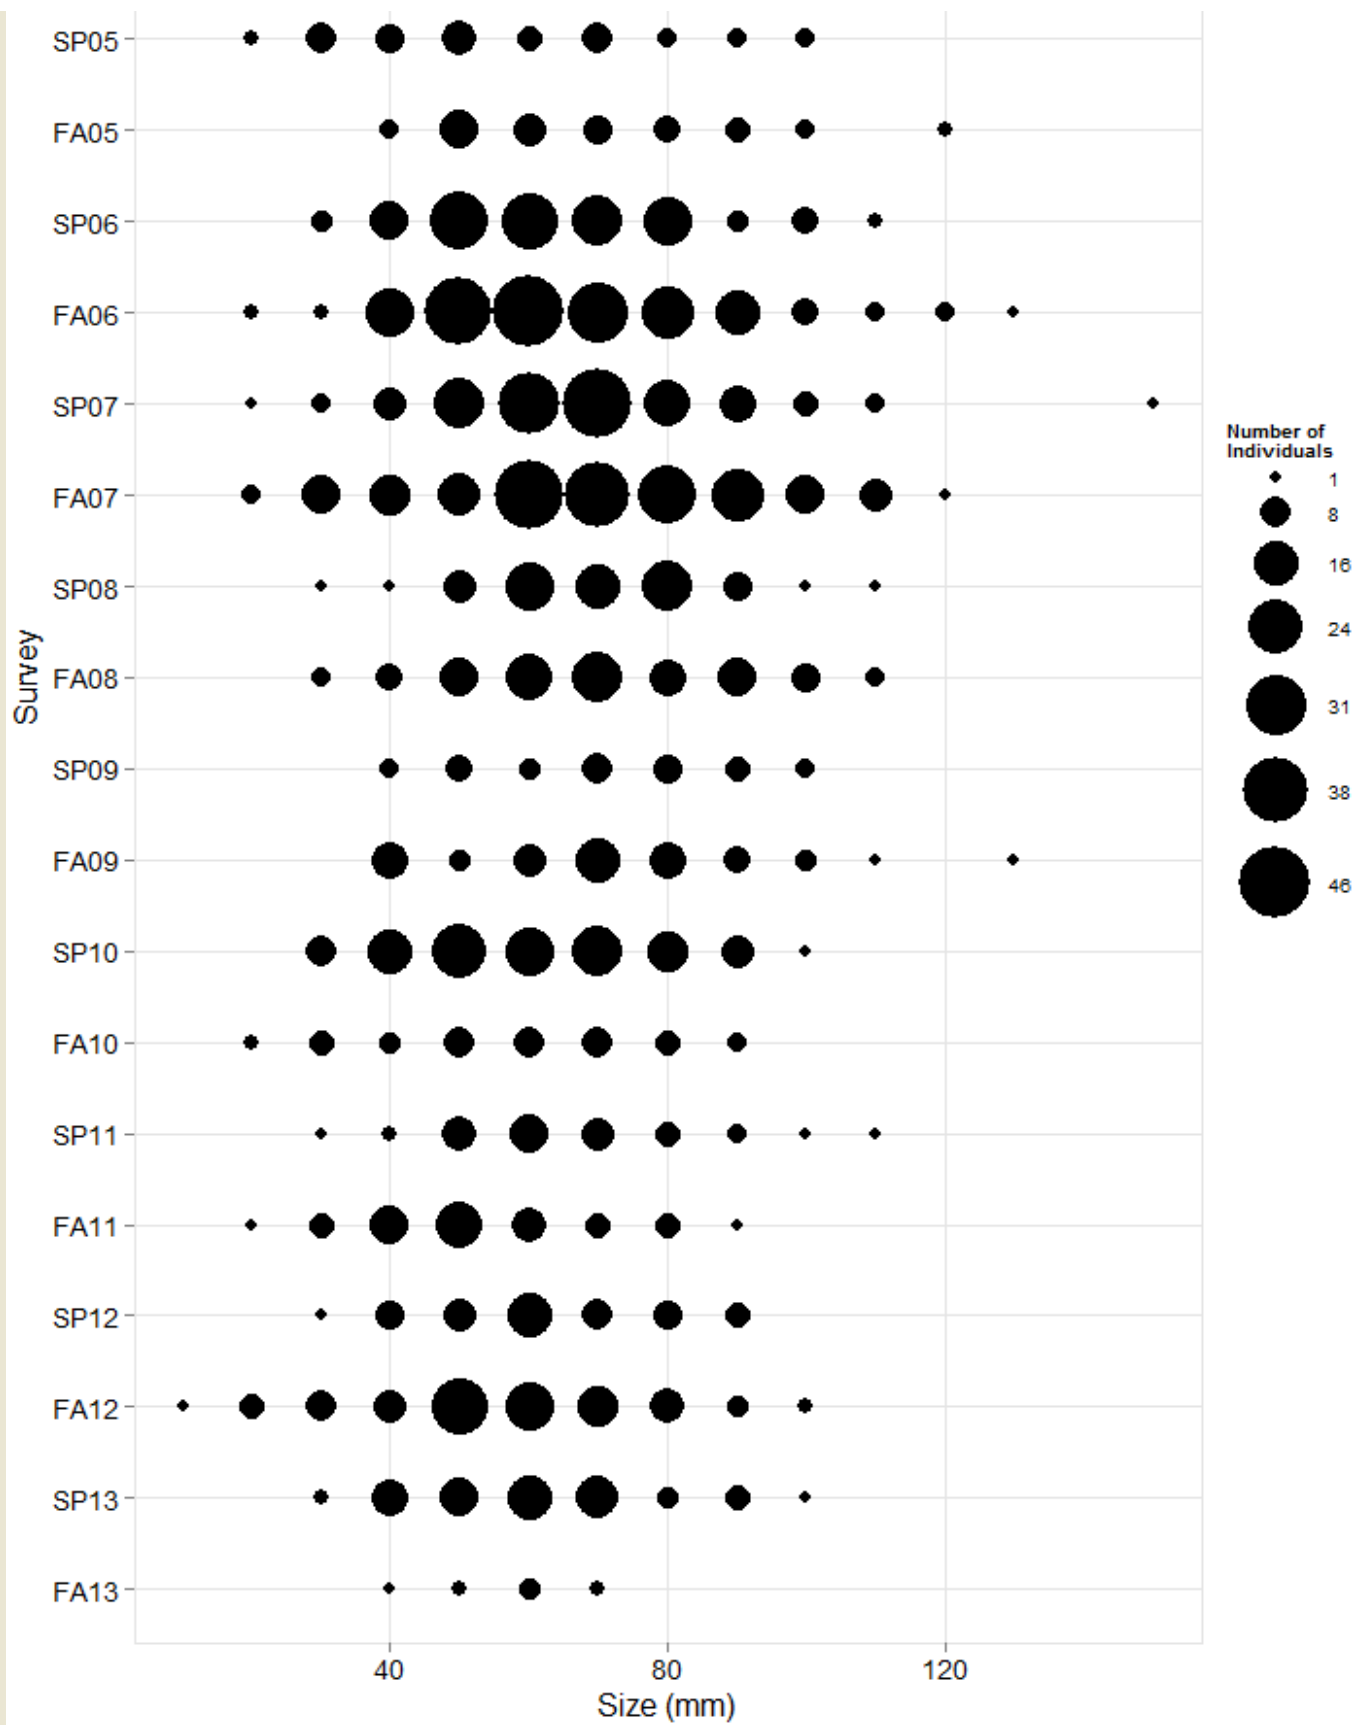 SP05
FA05
SP06
FA06
SP07
FA07
SP08
FA08
SP09
FA09
SP10
FA10
SP11
FA11
SP12
FA12
SP13
FA13
Survey
40
80
120
Size (mm)
Number of
Individuals
1
8
16
24
31
38
46